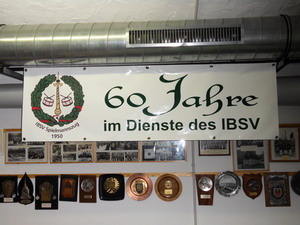 60 Jahre
im Dienste des IBSV
IBSV Spielmannszug
1950